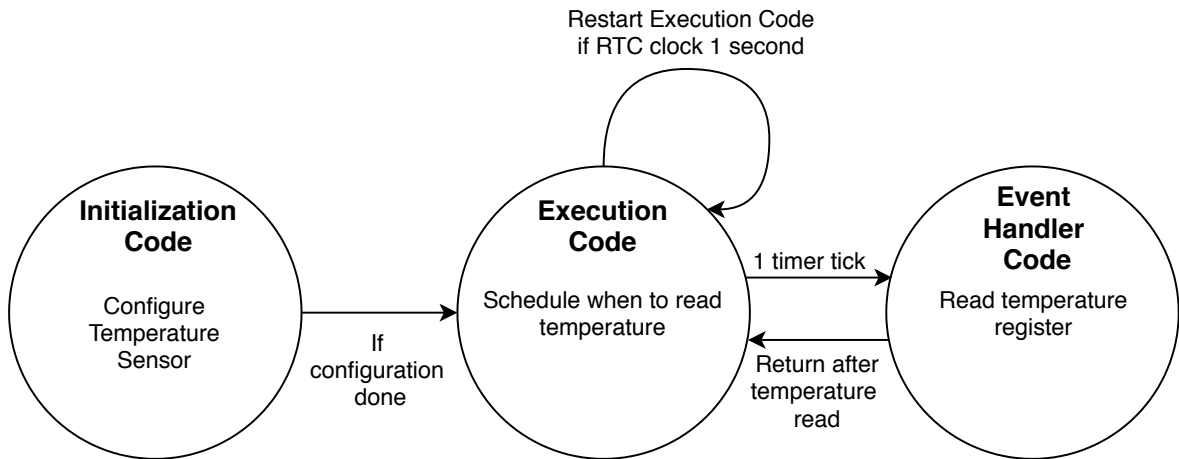 Restart Execution Code
if RTC clock 1 second
Initialization
Code
Configure
Temperature
Sensor
If
configuration
done
Execution
Code
Schedule when to read
temperature
1 timer tick
Return after
temperature
read
Event
Handler
Code
Read temperature
register